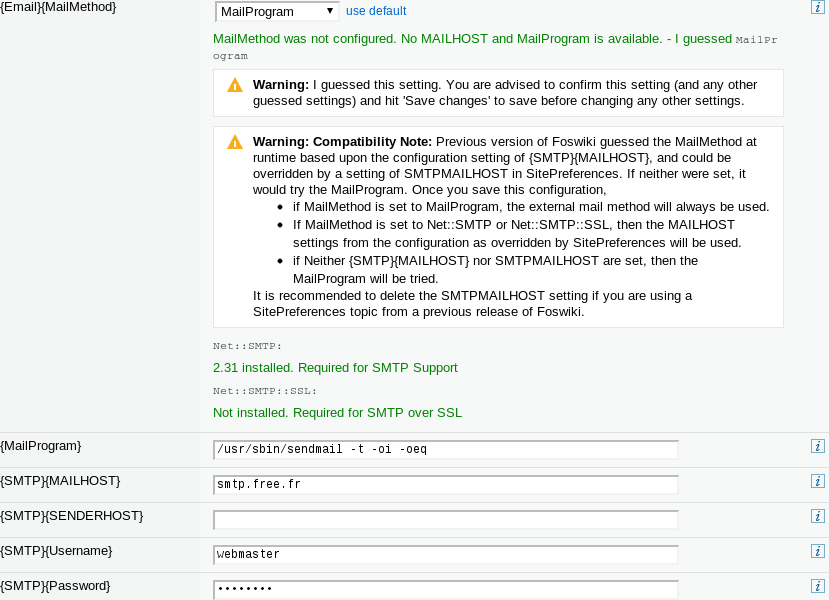 {Email}{MailMethod}
MailProgram use default
MailMethod was not configured. No MAILHOST and MailProgram is available. - I guessed MailPr
ogram
Warning: I guessed this setting. You are advised to confirm this setting (and any other
guessed settings) and hit 'Save changes' to save before changing any other settings.
Warning: Compatibility Note: Previous version of Foswiki guessed the MailMethod at
runtime based upon the configuration setting of {SMTP}{MAILHOST}, and could be
overridden by a setting of SMTPMAILHOST in SitePreferences. If neither were set, it
would try the MailProgram. Once you save this configuration,
• if MailMethod is set to MailProgram, the external mail method will always be used.
• If MailMethod is set to Net::SMTP or Net::SMTP::SSL, then the MAILHOST
settings from the configuration as overridden by SitePreferences will be used.
• if Neither {SMTP}{MAILHOST} nor SMTPMAILHOST are set, then the
MailProgram will be tried.
It is recommended to delete the SMTPMAILHOST setting if you are using a
SitePreferences topic from a previous release of Foswiki.
Net::SMTP:
2.31 installed. Required for SMTP Support
Net::SMTP::SSL:
Not installed. Required for SMTP over SSL
{MailProgram}
/usr/sbin/sendmail -t -oi -oeq
{SMTP}{MAILHOST}
smtp.free.fr
{SMTP}{SENDERHOST}
{SMTP}{Username}
webmaster
{SMTP}{Password}
••••••••